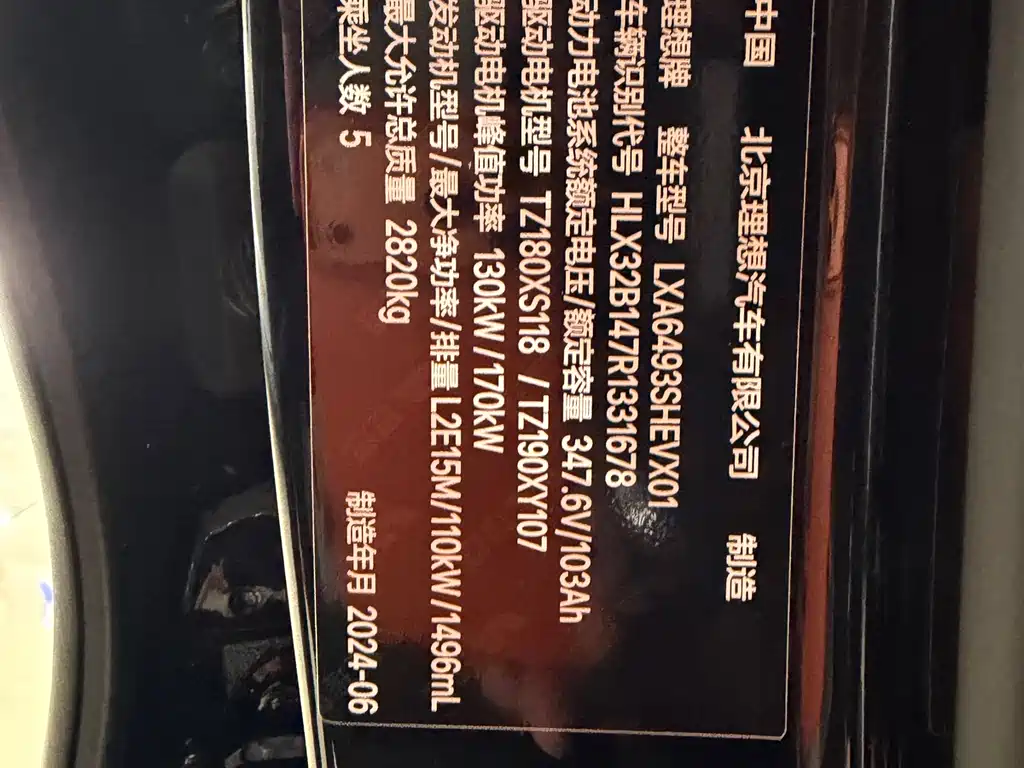 中国 北京理想汽车有限公司 制造
理想牌 整车型号 LXA6493SHEVX01
车辆识别代号 HLX32B147R1331678
动力电池系统额定电压/额定容量 347.6V/103Ah
驱动电机型号 TZ180XS118 / TZ190XY107
驱动电机峰值功率 130kW/170kW
发动机型号/最大净功率/排量 L2E15M/110kW/1496mL
最大允许总质量 2820kg
乘坐人数 5 制造年月 2024-06